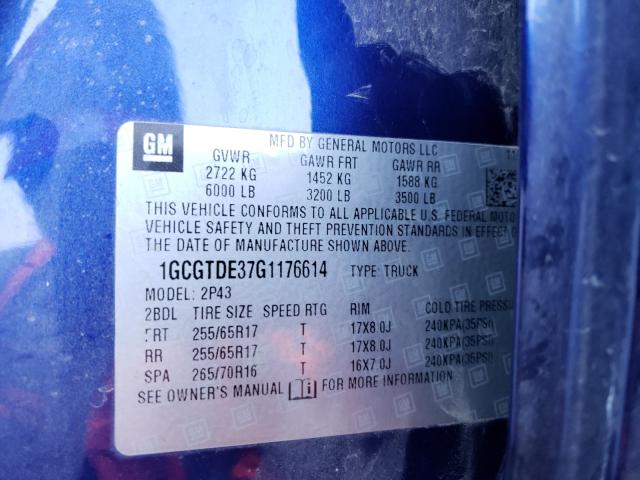 GM
MFD BY GENERAL MOTORS LLC 11
GVWR GAWR FRT GAWR RR
2722 KG 1452 KG 1588 KG
6000 LB 3200 LB 3500 LB
THIS VEHICLE CONFORMS TO ALL APPLICABLE U.S. FEDERAL MOTO
VEHICLE SAFETY AND THEFT PREVENTION STANDARDS IN EFFECT O
THE DATE OF MANUFACTURE SHOWN ABOVE.
1GCGTDE37G1176614 TYPE: TRUCK
MODEL: 2P43
2BDL TIRE SIZE SPEED RTG RIM COLD TIRE PRESSU
FRT 255/65R17 T 17X8.0J 240KPA(35PSI)
RR 255/65R17 T 17X8.0J 240KPA(35PSI)
SPA 265/70R16 T 16X7.0J 240KPA(35PSI)
SEE OWNER'S MANUAL FOR MORE INFORMATION